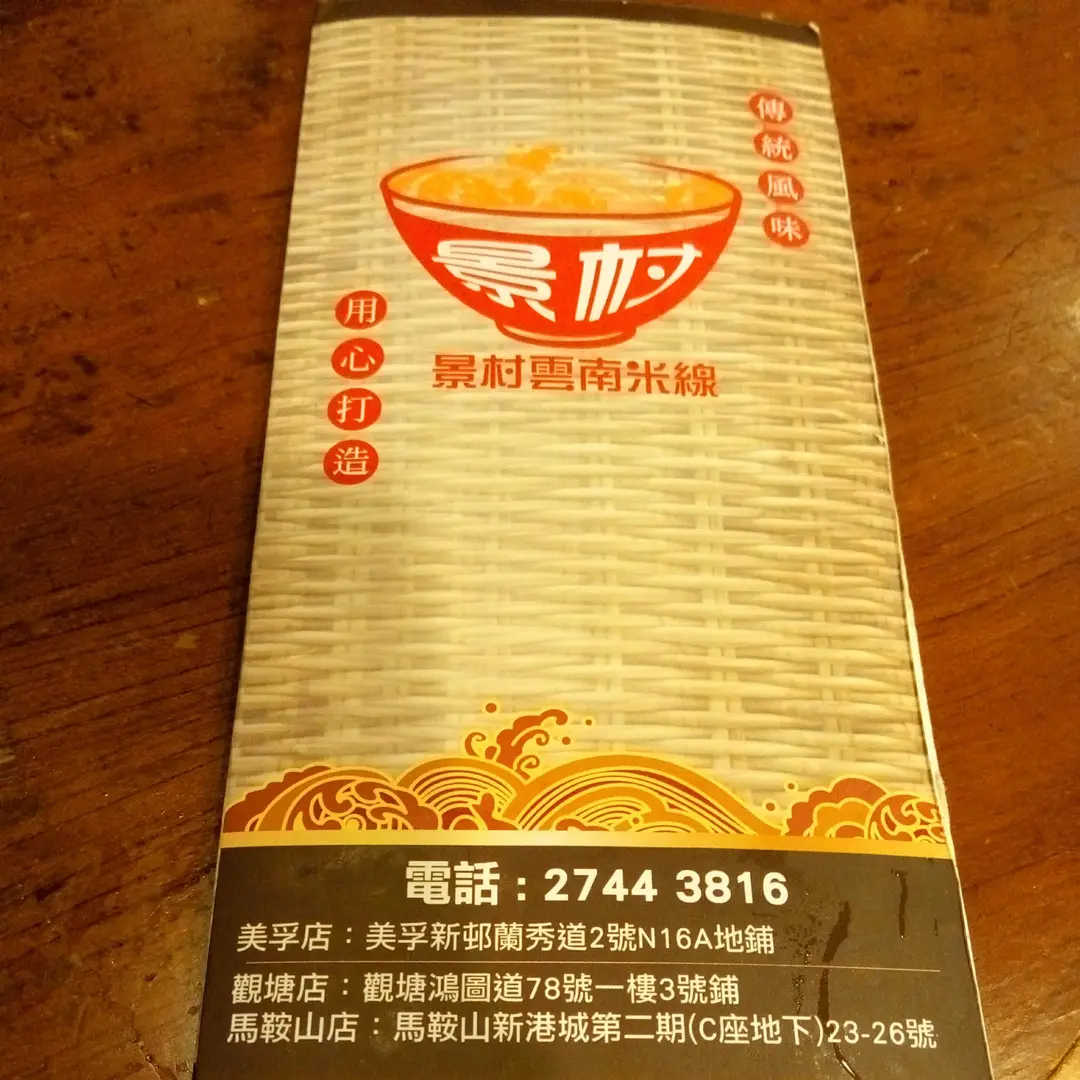 傳統風味
景村
用心打造
景村雲南米線
電話：2744 3816
美孚店：美孚新邨蘭秀道2號N16A地鋪
觀塘店：觀塘鴻圖道78號一樓3號鋪
馬鞍山店：馬鞍山新港城第二期(C座地下)23-26號